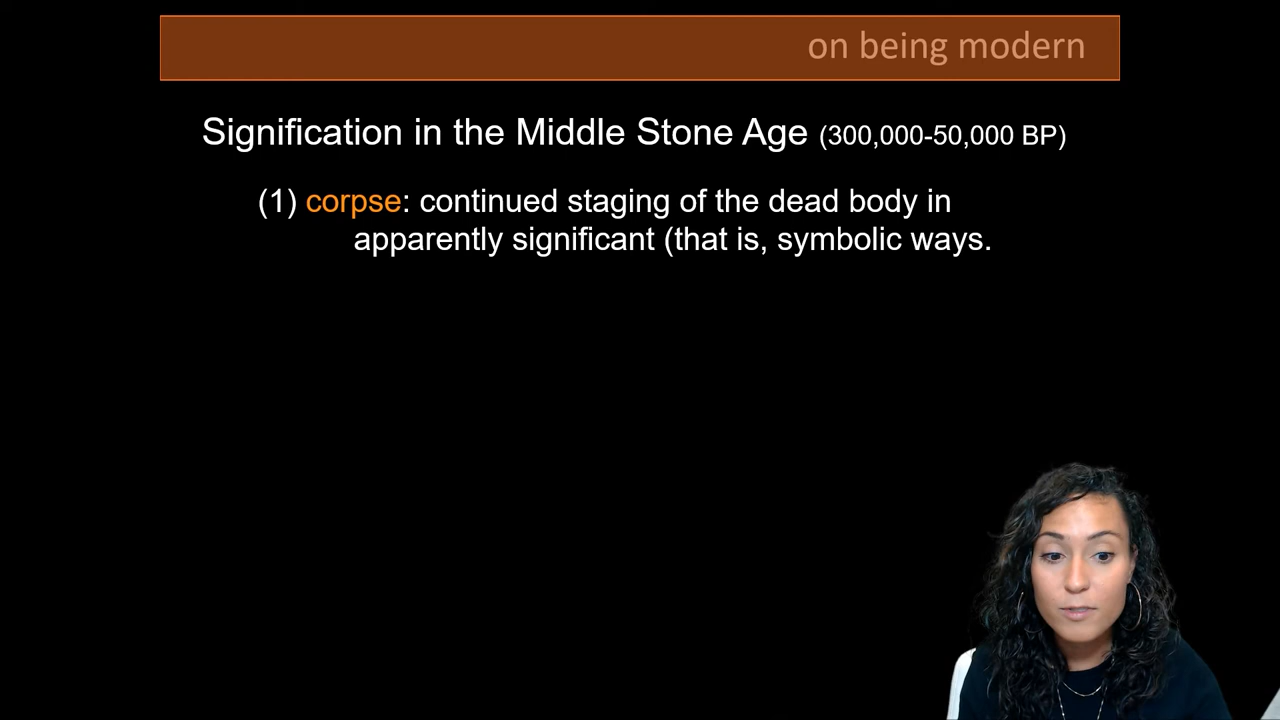 on being modern
Signification in the Middle Stone Age (300,000-50,000 BP)
(1) corpse: continued staging of the dead body in
apparently significant (that is, symbolic ways.